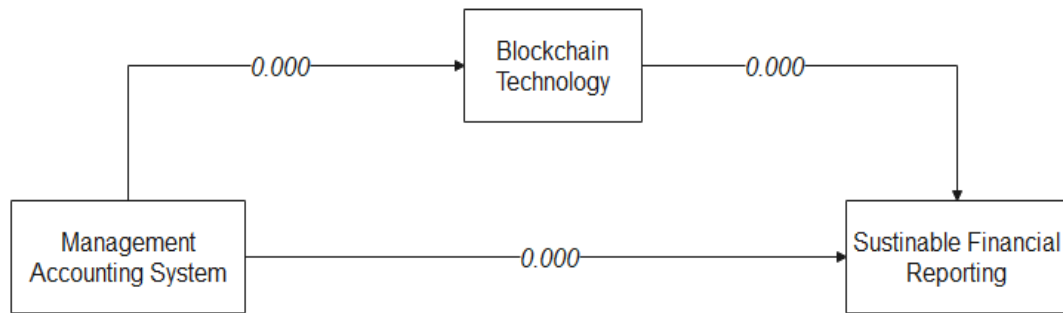 Blockchain
Technology
0.000
0.000
Management
Accounting System
0.000
Sustinable Financial
Reporting